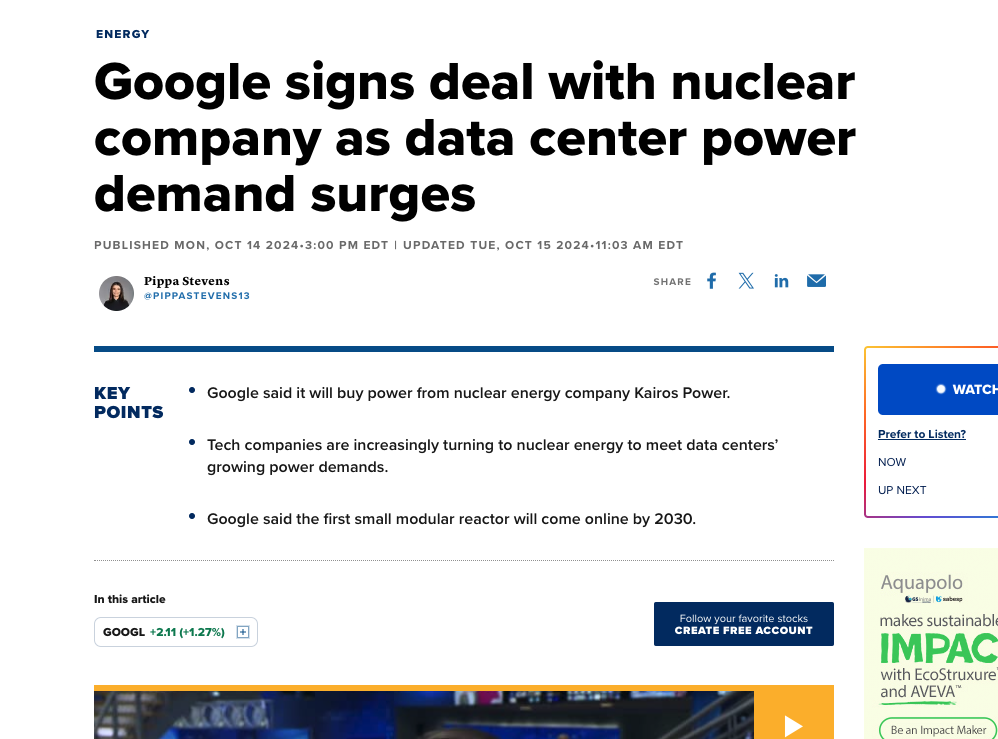 ENERGY
Google signs deal with nuclear
company as data center power
demand surges
PUBLISHED MON, OCT 14 2024•3:00 PM EDT | UPDATED TUE, OCT 15 2024•11:03 AM EDT
Pippa Stevens
@PIPPASTEVENS13
SHARE
KEY
POINTS
Google said it will buy power from nuclear energy company Kairos Power.
Tech companies are increasingly turning to nuclear energy to meet data centers’
growing power demands.
Google said the first small modular reactor will come online by 2030.
In this article
GOOGL +2.11 (+1.27%)
Follow your favorite stocks
CREATE FREE ACCOUNT
WATCH
Prefer to Listen?
NOW
UP NEXT
Aquapolo
GS inima | sabesp
makes sustainable
IMPAC
with EcoStruxure
and AVEVA™
Be an Impact Maker